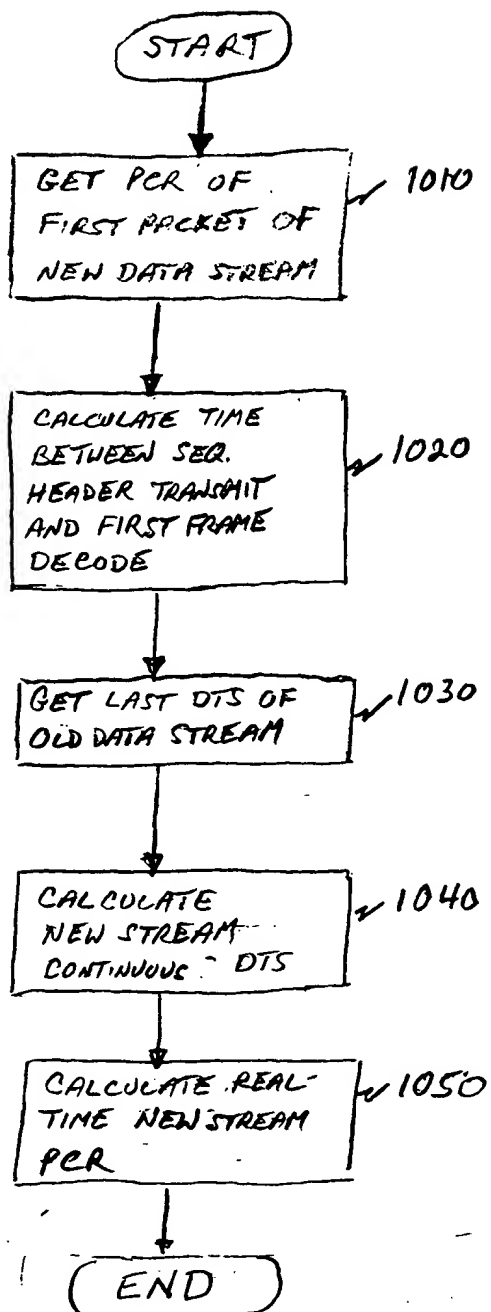 START
GET PCR OF
FIRST PACKET OF
NEW DATA STREAM
1010
CALCULATE TIME
BETWEEN SEQ.
HEADER TRANSMIT
AND FIRST FRAME
DECODE
1020
GET LAST DTS OF
OLD DATA STREAM
1030
CALCULATE
NEW STREAM
CONTINUOUS DTS
1040
CALCULATE REAL-
TIME NEW STREAM
PCR
1050
END